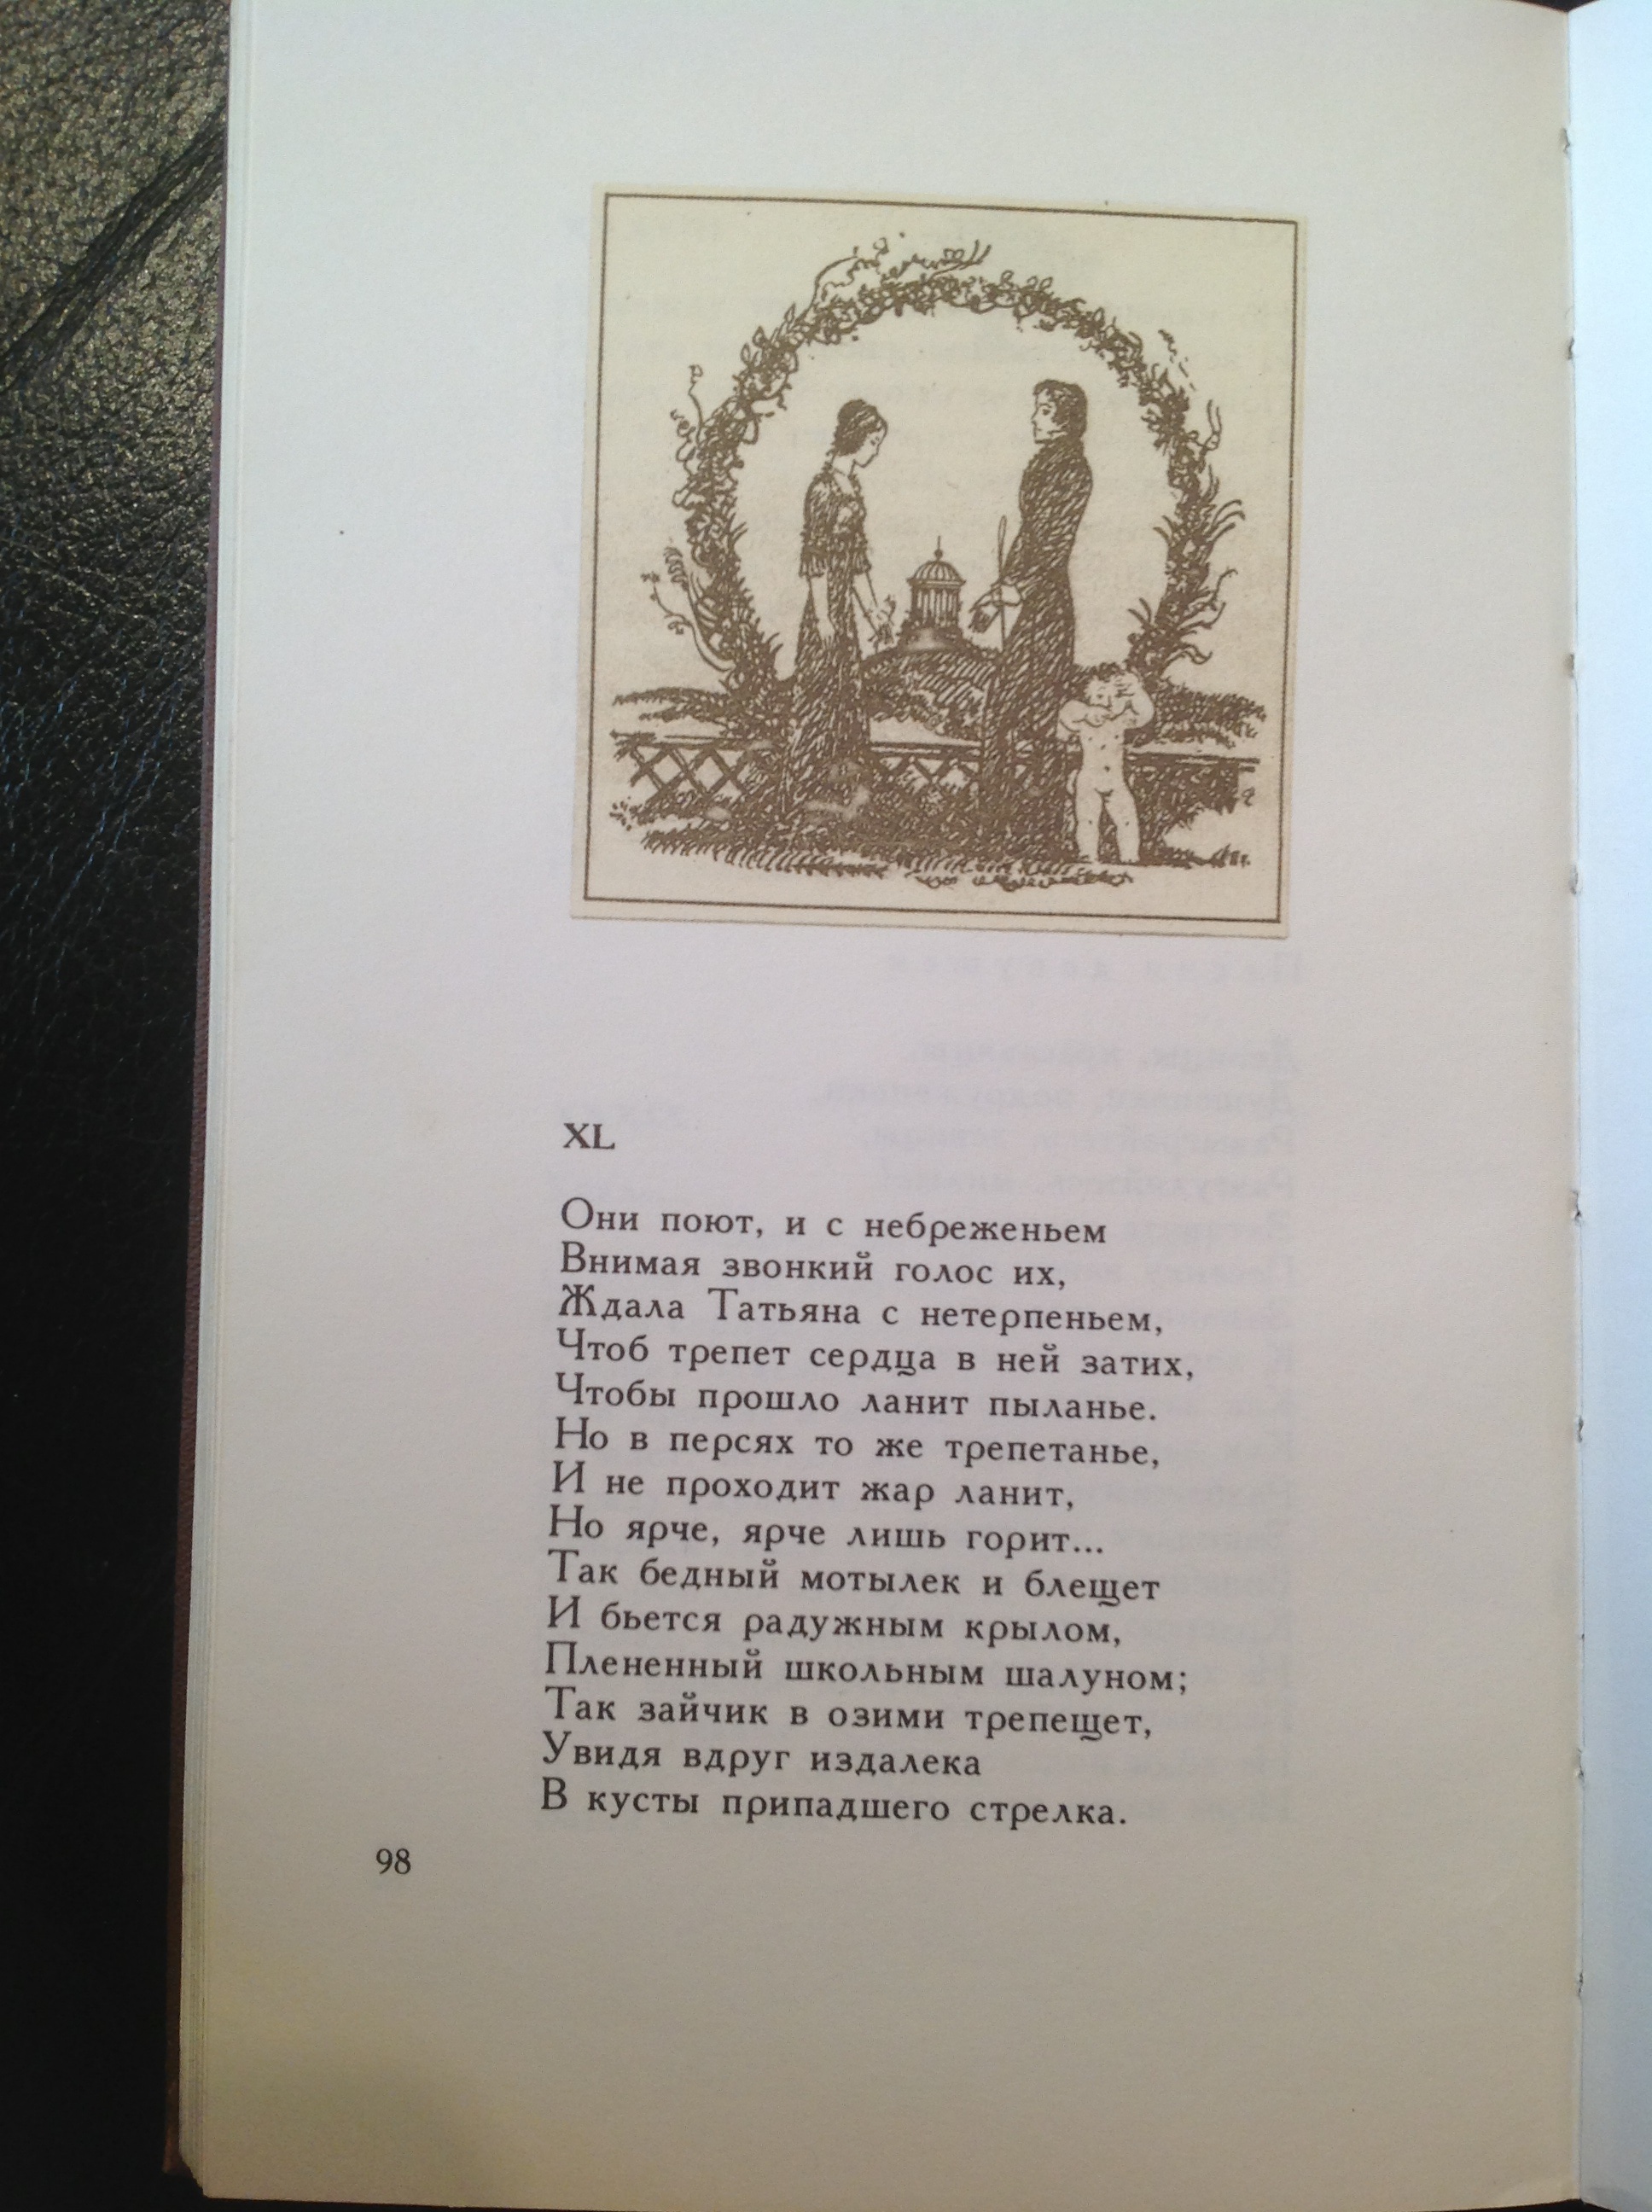 XL
Они поют, и с небреженьем
Внимая звонкий голос их,
Ждала Татьяна с нетерпеньем,
Чтоб трепет сердца в ней затих,
Чтобы прошло ланит пыланье.
Но в персях то же трепетанье,
И не проходит жар ланит,
Но ярче, ярче лишь горит...
Так бедный мотылек и блещет
И бьется радужным крылом,
Плененный школьным шалуном;
Так зайчик в озими трепещет,
Увидя вдруг издалека
В кусты припадшего стрелка.
98